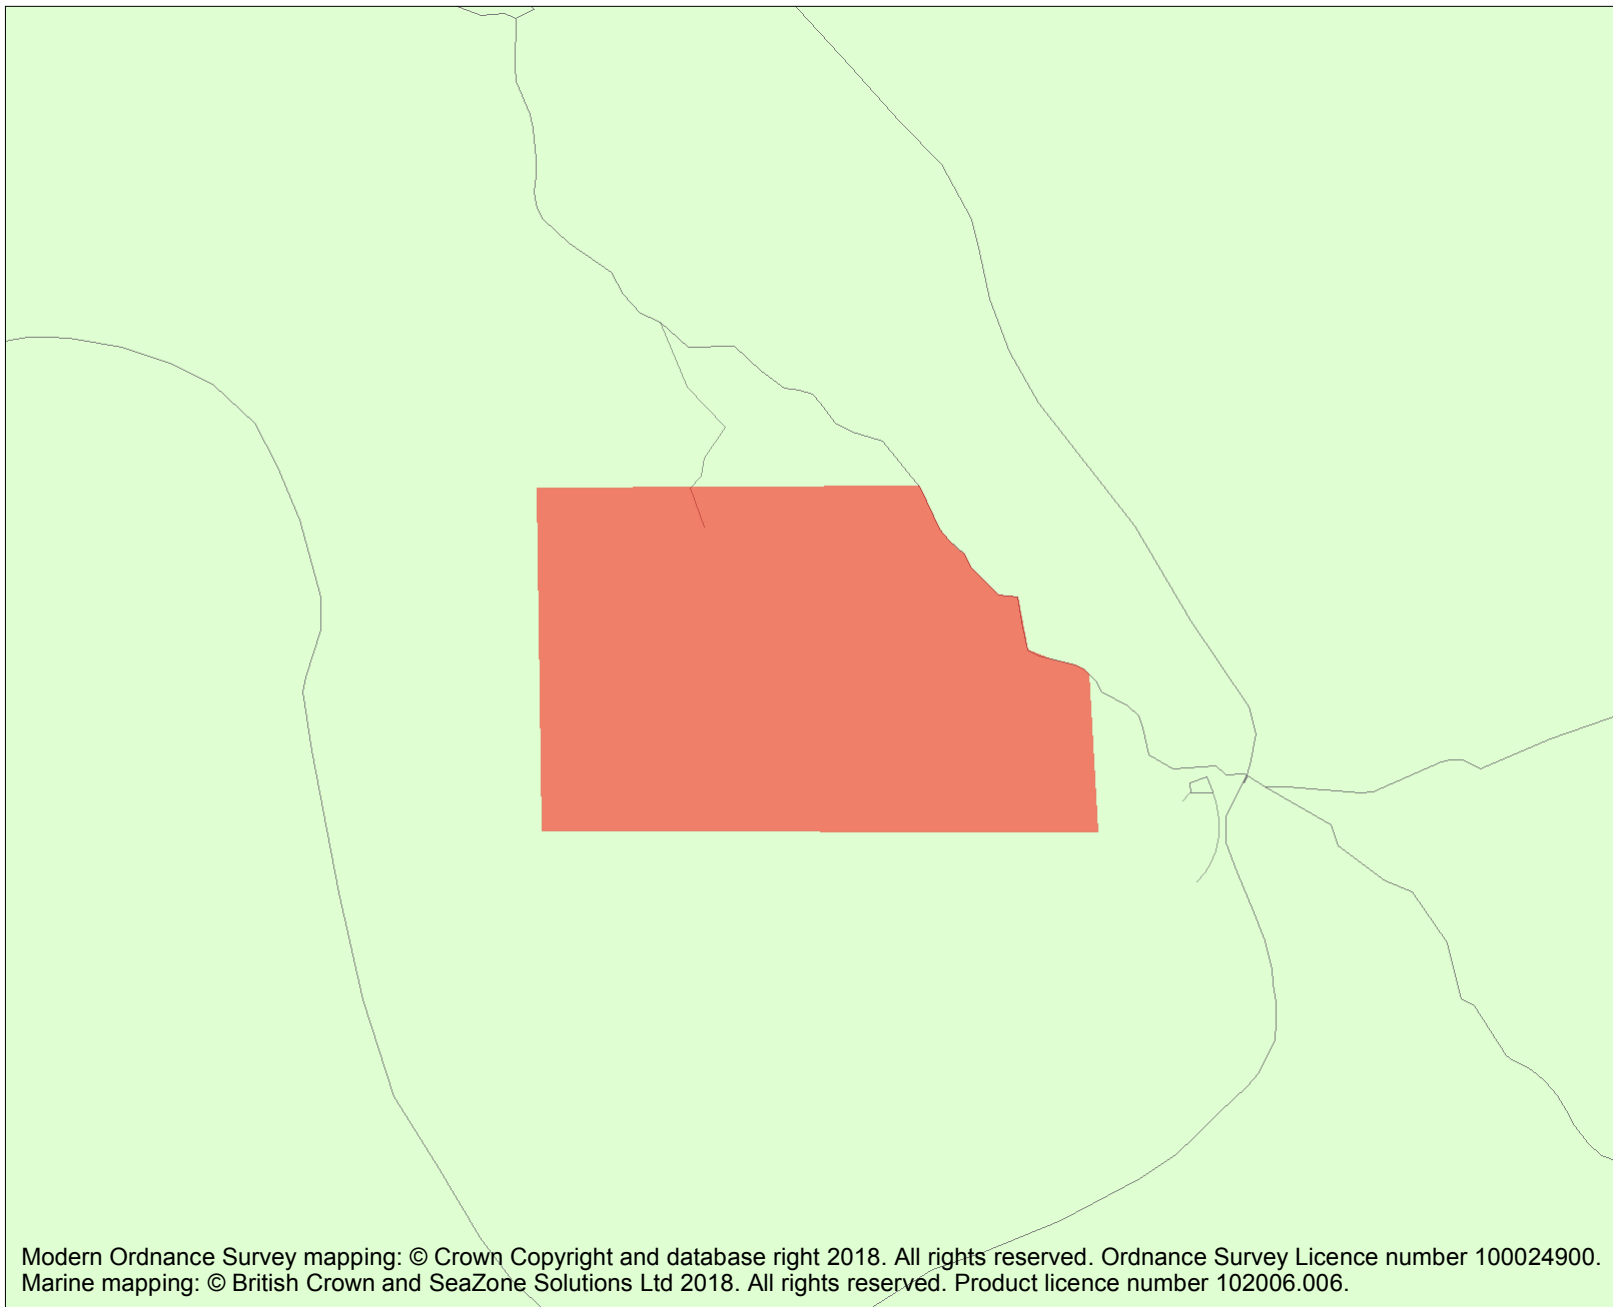 Modern Ordnance Survey mapping: © Crown Copyright and database right 2018. All rights reserved. Ordnance Survey Licence number 100024900.
Marine mapping: © British Crown and SeaZone Solutions Ltd 2018. All rights reserved. Product licence number 102006.006.